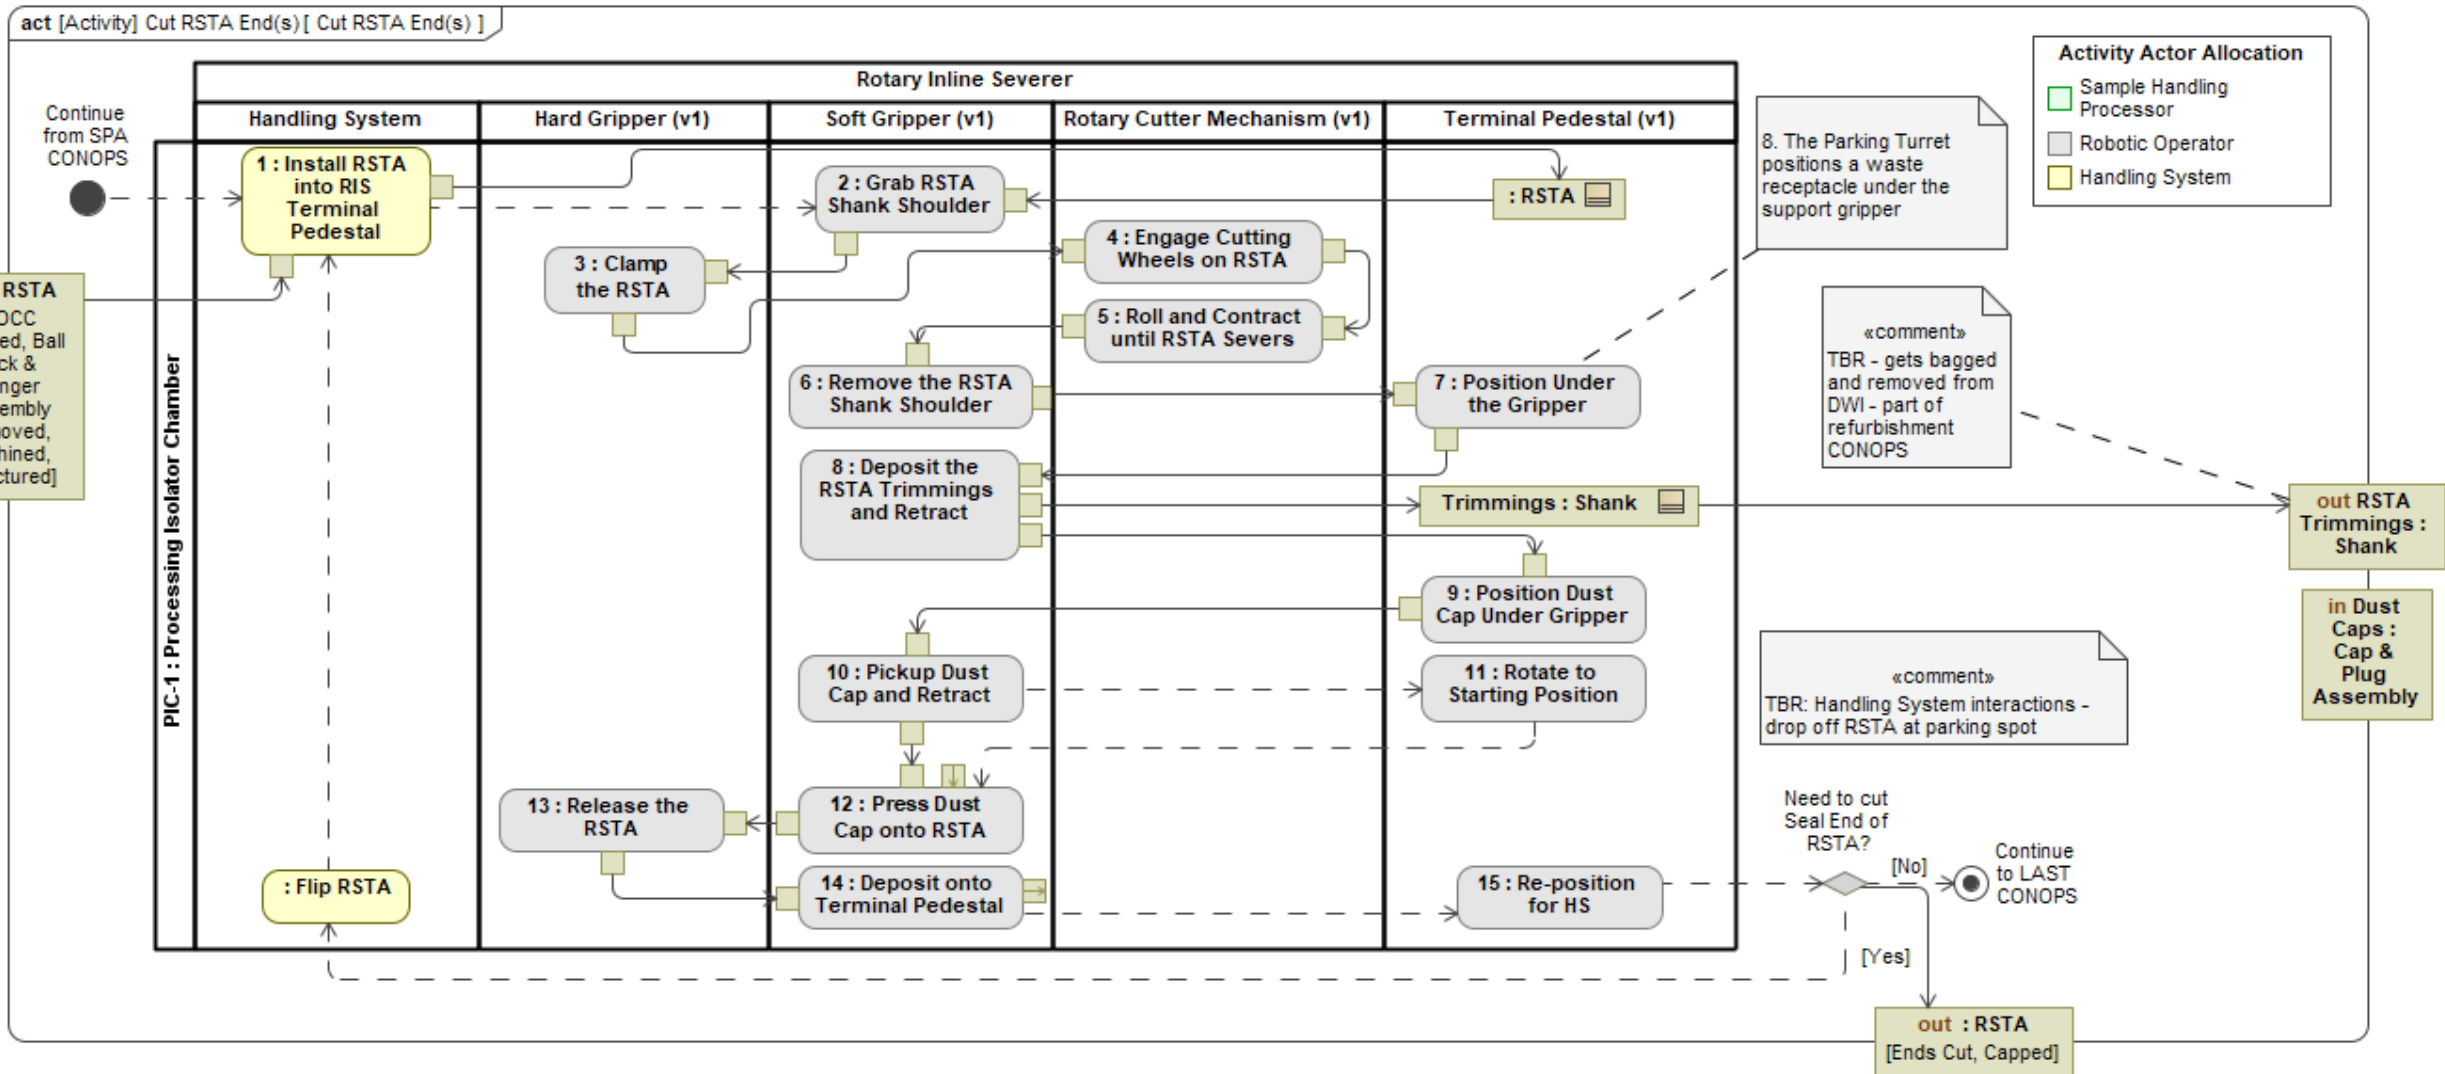 act [Activity] Cut RSTA End(s) [ Cut RSTA End(s) ]
Activity Actor Allocation
Sample Handling
Processor
Robotic Operator
Handling System
Rotary Inline Severer
Handling System
Hard Gripper (v1)
Soft Gripper (v1)
Rotary Cutter Mechanism (v1)
Terminal Pedestal (v1)
PIC-1 : Processing Isolator Chamber
Continue
from SPA
CONOPS
1 : Install RSTA
into RIS
Terminal
Pedestal
2 : Grab RSTA
Shank Shoulder
: RSTA
3 : Clamp
the RSTA
4 : Engage Cutting
Wheels on RSTA
5 : Roll and Contract
until RSTA Severs
6 : Remove the RSTA
Shank Shoulder
7 : Position Under
the Gripper
8 : Deposit the
RSTA Trimmings
and Retract
Trimmings : Shank
9 : Position Dust
Cap Under Gripper
10 : Pickup Dust
Cap and Retract
11 : Rotate to
Starting Position
12 : Press Dust
Cap onto RSTA
13 : Release the
RSTA
14 : Deposit onto
Terminal Pedestal
15 : Re-position
for HS
: Flip RSTA
RSTA
OCC
ed, Ball
ck &
nger
embly
oved,
hined,
ctured]
8. The Parking Turret
positions a waste
receptacle under the
support gripper
«comment»
TBR - gets bagged
and removed from
DWI - part of
refurbishment
CONOPS
out RSTA
Trimmings :
Shank
in Dust
Caps :
Cap &
Plug
Assembly
«comment»
TBR: Handling System interactions -
drop off RSTA at parking spot
Need to cut
Seal End of
RSTA?
[No]
Continue
to LAST
CONOPS
[Yes]
out : RSTA
[Ends Cut, Capped]